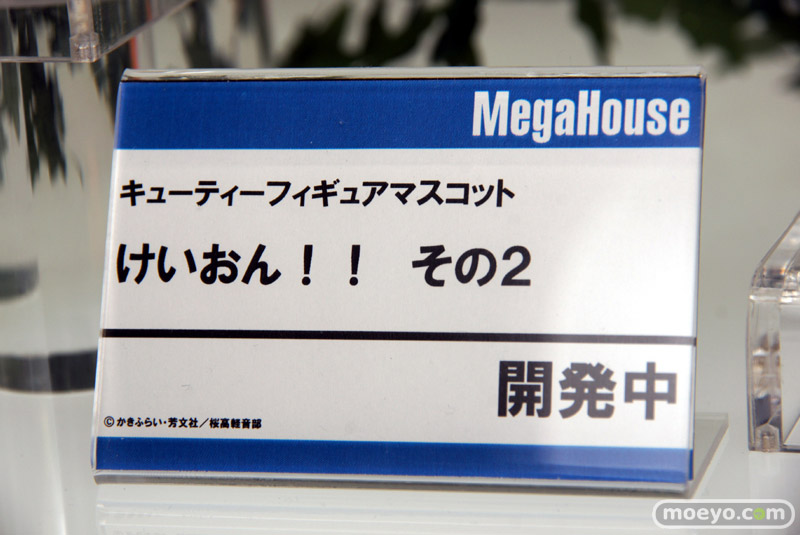 MegaHouse
キューティーフィギュアマスコット
けいおん！！　その2
開発中
©かきふらい・芳文社／桜高軽音部
moeyo.com